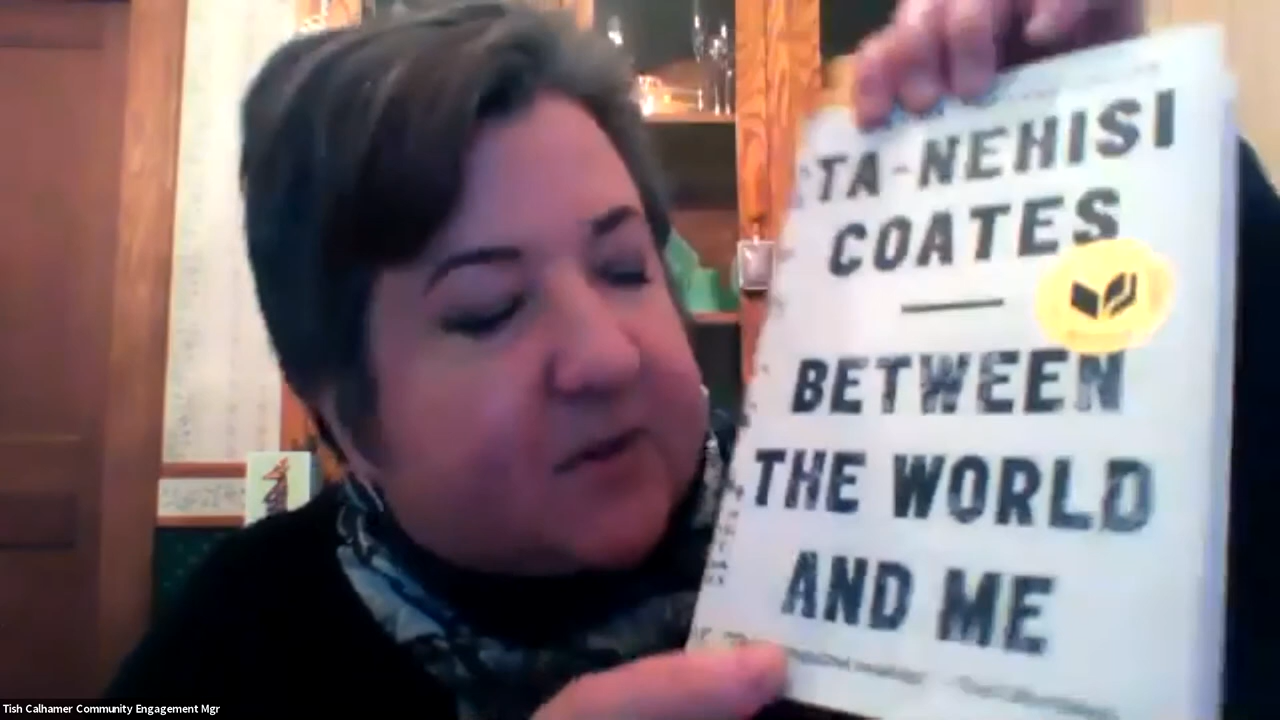 TA-NEHISI
COATES
BETWEEN
THE WORLD
AND ME
Tish Calhamer Community Engagement Mgr